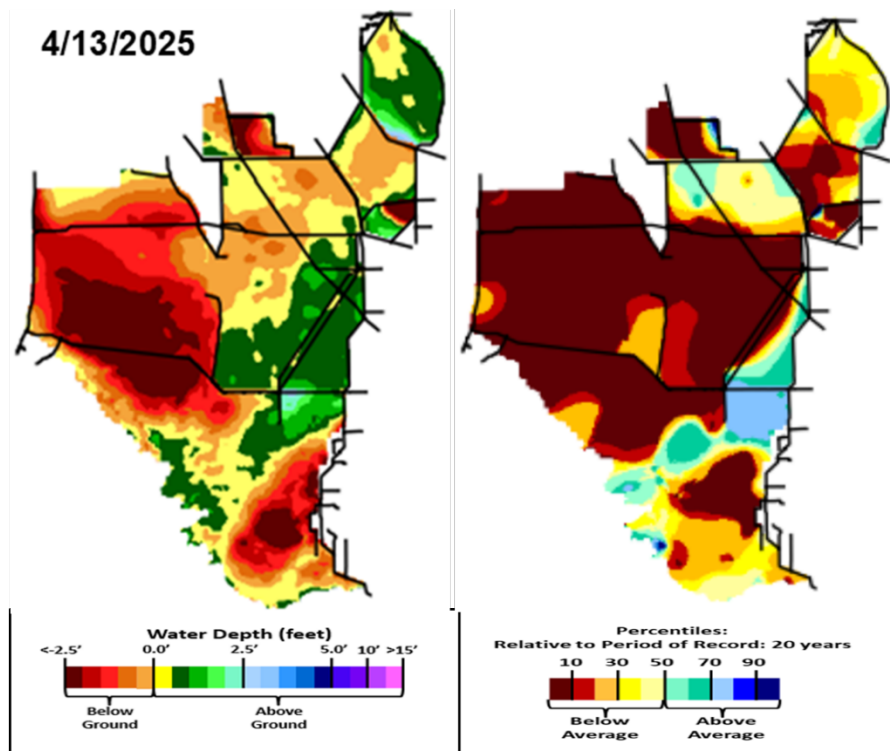 4/13/2025
Water Depth (feet)
<-2.5' 0.0' 2.5' 5.0' 10' >15'
Below
Ground
Above
Ground
Percentiles:
Relative to Period of Record: 20 years
10 30 50 70 90
Below
Average
Above
Average